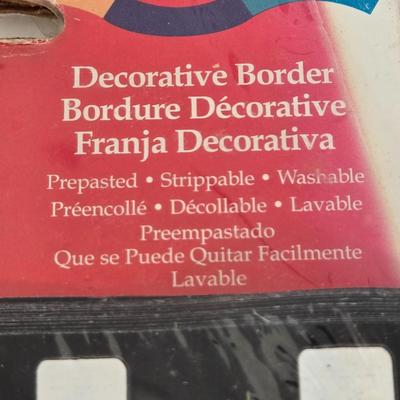 Decorative Border
Bordure Décorative
Franja Decorativa
Prepasted • Strippable • Washable
Préencollé • Décollable • Lavable
Preempastado
Que se Puede Quitar Facilmente
Lavable